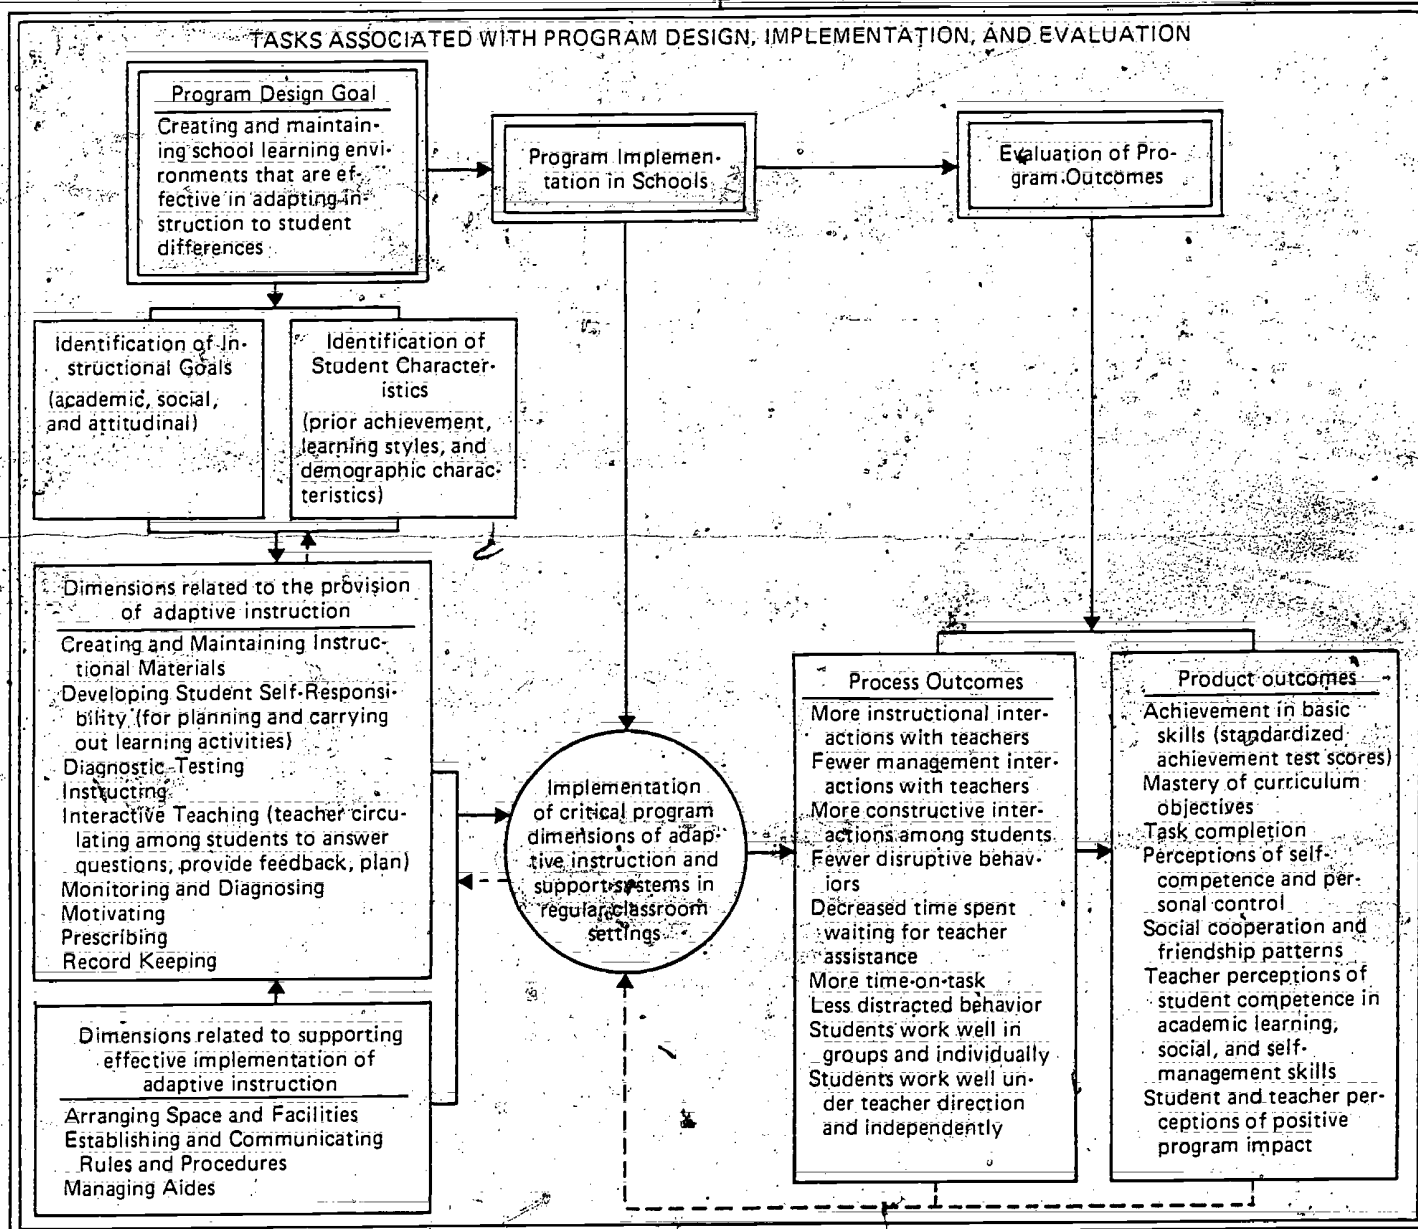 TASKS ASSOCIATED WITH PROGRAM DESIGN, IMPLEMENTATION, AND EVALUATION
Program Design Goal
Creating and maintain-
ing school learning envi-
ronments that are ef-
fective in adapting in-
struction to student
differences
Program Implemen-
tation in Schools
Evaluation of Pro-
gram Outcomes
Identification of In-
structional Goals
(academic, social,
and attitudinal)
Identification of
Student Character-
istics
(prior achievement,
learning styles, and
demographic charac-
teristics)
Dimensions related to the provision
of adaptive instruction
Creating and Maintaining Instruc-
tional Materials
Developing Student Self-Responsi-
bility (for planning and carrying
out learning activities)
Diagnostic Testing
Instructing
Interactive Teaching (teacher circu-
lating among students to answer
questions, provide feedback, plan)
Monitoring and Diagnosing
Motivating
Prescribing
Record Keeping
Dimensions related to supporting
effective implementation of
adaptive instruction
Arranging Space and Facilities
Establishing and Communicating
Rules and Procedures
Managing Aides
Implementation
of critical program
dimensions of adap-
tive instruction and
support systems in
regular classroom
settings
Process Outcomes
More instructional inter-
actions with teachers
Fewer management inter-
actions with teachers
More constructive inter-
actions among students
Fewer disruptive behav-
iors
Decreased time spent
waiting for teacher
assistance
More time-on-task
Less distracted behavior
Students work well in
groups and individually
Students work well un-
der teacher direction
and independently
Product outcomes
Achievement in basic
skills (standardized
achievement test scores)
Mastery of curriculum
objectives
Task completion
Perceptions of self-
competence and per-
sonal control
Social cooperation and
friendship patterns
Teacher perceptions of
student competence in
academic learning,
social, and self-
management skills
Student and teacher per-
ceptions of positive
program impact